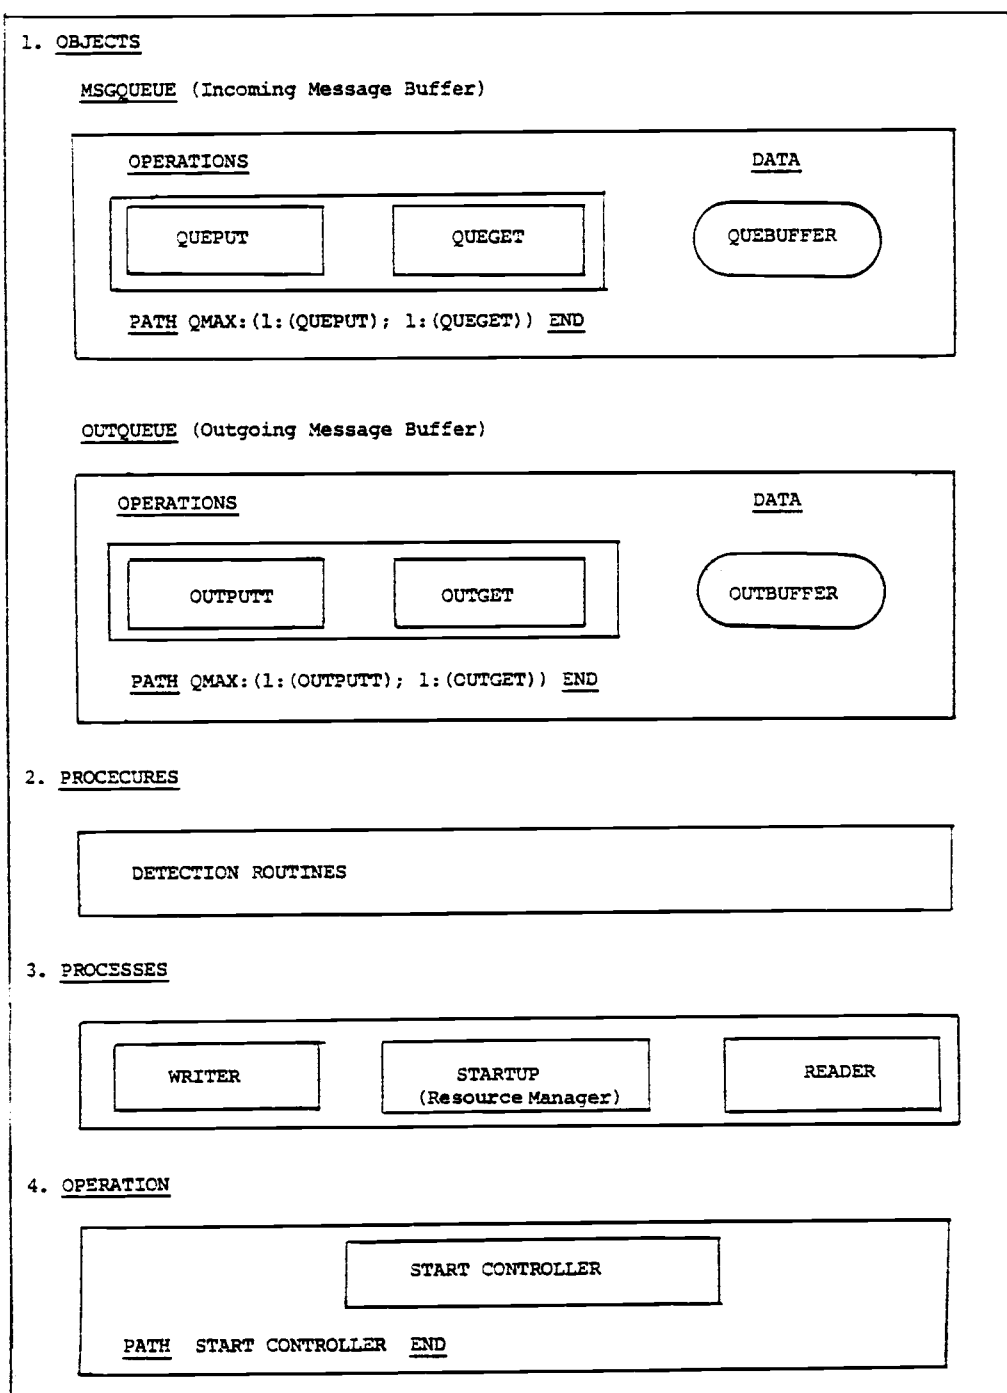 1. OBJECTS
MSGQUEUE (Incoming Message Buffer)
OPERATIONS DATA
QUEPUT QUEGET QUEBUFFER
PATH QMAX:(1:(QUEPUT); 1:(QUEGET)) END
OUTQUEUE (Outgoing Message Buffer)
OPERATIONS DATA
OUTPUTT OUTGET OUTBUFFER
PATH QMAX:(1:(OUTPUTT); 1:(OUTGET)) END
2. PROCECURES
DETECTION ROUTINES
3. PROCESSES
WRITER STARTUP READER
(Resource Manager)
4. OPERATION
START CONTROLLER
PATH START CONTROLLER END